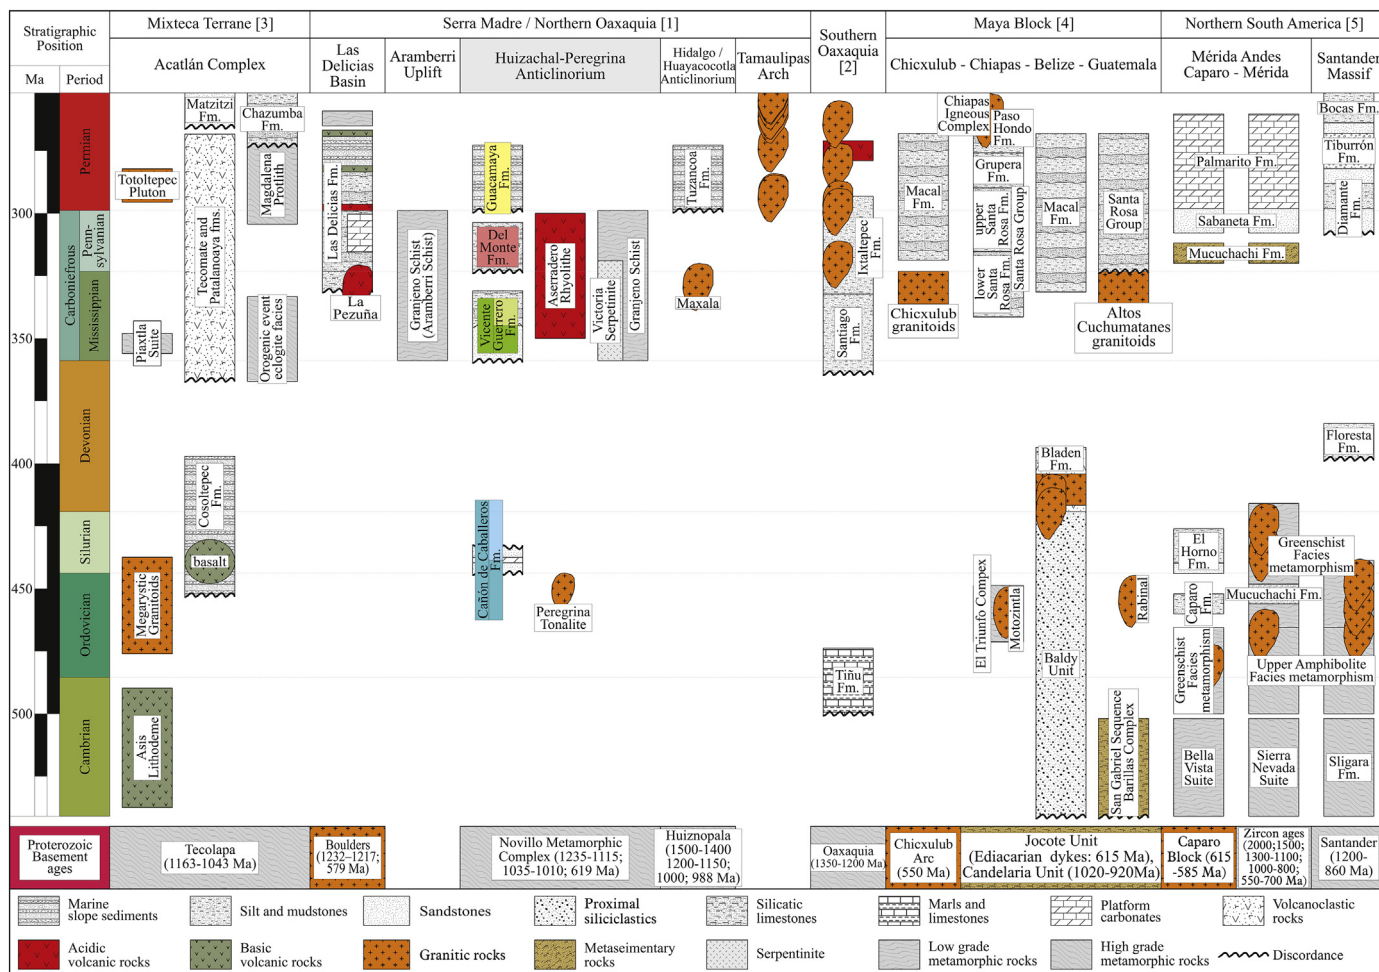 Stratigraphic
Position
Mixteca Terrane [3]
Serra Madre / Northern Oaxaquia [1]
Southern
Oaxaquia
[2]
Maya Block [4]
Northern South America [5]
Ma
Period
Acatlán Complex
Las
Delicias
Basin
Aramberri
Uplift
Huizachal-Peregrina
Anticlinorium
Hidalgo /
Huayacocotla
Anticlinorium
Tamaulipas
Arch
Chicxulub - Chiapas - Belize - Guatemala
Mérida Andes
Caparo - Mérida
Santander
Massif
300
350
400
450
500
Permian
Carboniefrous
Penn-
sylvanian
Mississippian
Devonian
Silurian
Ordovician
Cambrian
Totoltepec
Pluton
Piaxtla
Suite
Megarystic
Granitoids
Asis
Lithodeme
Matzitzi
Fm.
Tecomate and
Patalanoaya fms.
Cosoltepec
Fm.
basalt
Chazumba
Fm.
Magdalena
Protlith
Orogenic event
eclogite facies
Las Delicias Fm.
La
Pezuña
Granjeno Schist
(Aramberri Schist)
Guacamaya
Fm.
Del
Monte
Fm.
Vicente
Guerrero
Fm.
Cañón de Caballeros
Fm.
Aserradero
Rhyolithe
Peregrina
Tonalite
Victoria
Serpetinite
Granjeno Schist
Tuzancoa
Fm.
Maxala
Ixtaltepec
Fm.
Santiago
Fm.
Tiñu
Fm.
Macal
Fm.
Chicxulub
granitoids
Chiapas
Igneous
Complex
Paso
Hondo
Fm.
Grupera
Fm.
upper
Santa
Rosa Fm.
lower
Santa
Rosa Fm.
Santa Rosa Group
El Triunfo Compex
Motozintla
Macal
Fm.
Bladen
Fm.
Baldy
Unit
Santa
Rosa
Group
Altos
Cuchumatanes
granitoids
Rabinal
San Gabriel Sequence
Barillas Complex
Palmarito Fm.
Sabaneta Fm.
Mucuchachi Fm.
El
Horno
Fm.
Caparo
Fm.
Greenschist
Facies
metamorphism
Bella
Vista
Suite
Greenschist
Facies
metamorphism
Mucuchachi Fm.
Upper Amphibolite
Facies metamorphism
Sierra
Nevada
Suite
Bocas Fm.
Tiburrón
Fm.
Diamante
Fm.
Floresta
Fm.
Sligara
Fm.
Proterozoic
Basement
ages
Tecolapa
(1163-1043 Ma)
Boulders
(1232–1217;
579 Ma)
Novillo Metamorphic
Complex (1235-1115;
1035-1010; 619 Ma)
Huiznopala
(1500-1400
1200-1150;
1000; 988 Ma)
Oaxaquia
(1350-1200 Ma)
Chicxulub
Arc
(550 Ma)
Jocote Unit
(Ediacarian dykes: 615 Ma),
Candelaria Unit (1020-920Ma)
Caparo
Block (615
-585 Ma)
Zircon ages
(2000;1500;
1300-1100;
1000-800;
550-700 Ma)
Santander
(1200-
860 Ma)
Marine
slope sediments
Silt and mudstones
Sandstones
Proximal
siliciclastics
Silicatic
limestones
Marls and
limestones
Platform
carbonates
Volcanoclastic
rocks
Acidic
volcanic rocks
Basic
volcanic rocks
Granitic rocks
Metaseimentary
rocks
Serpentinite
Low grade
metamorphic rocks
High grade
metamorphic rocks
Discordance